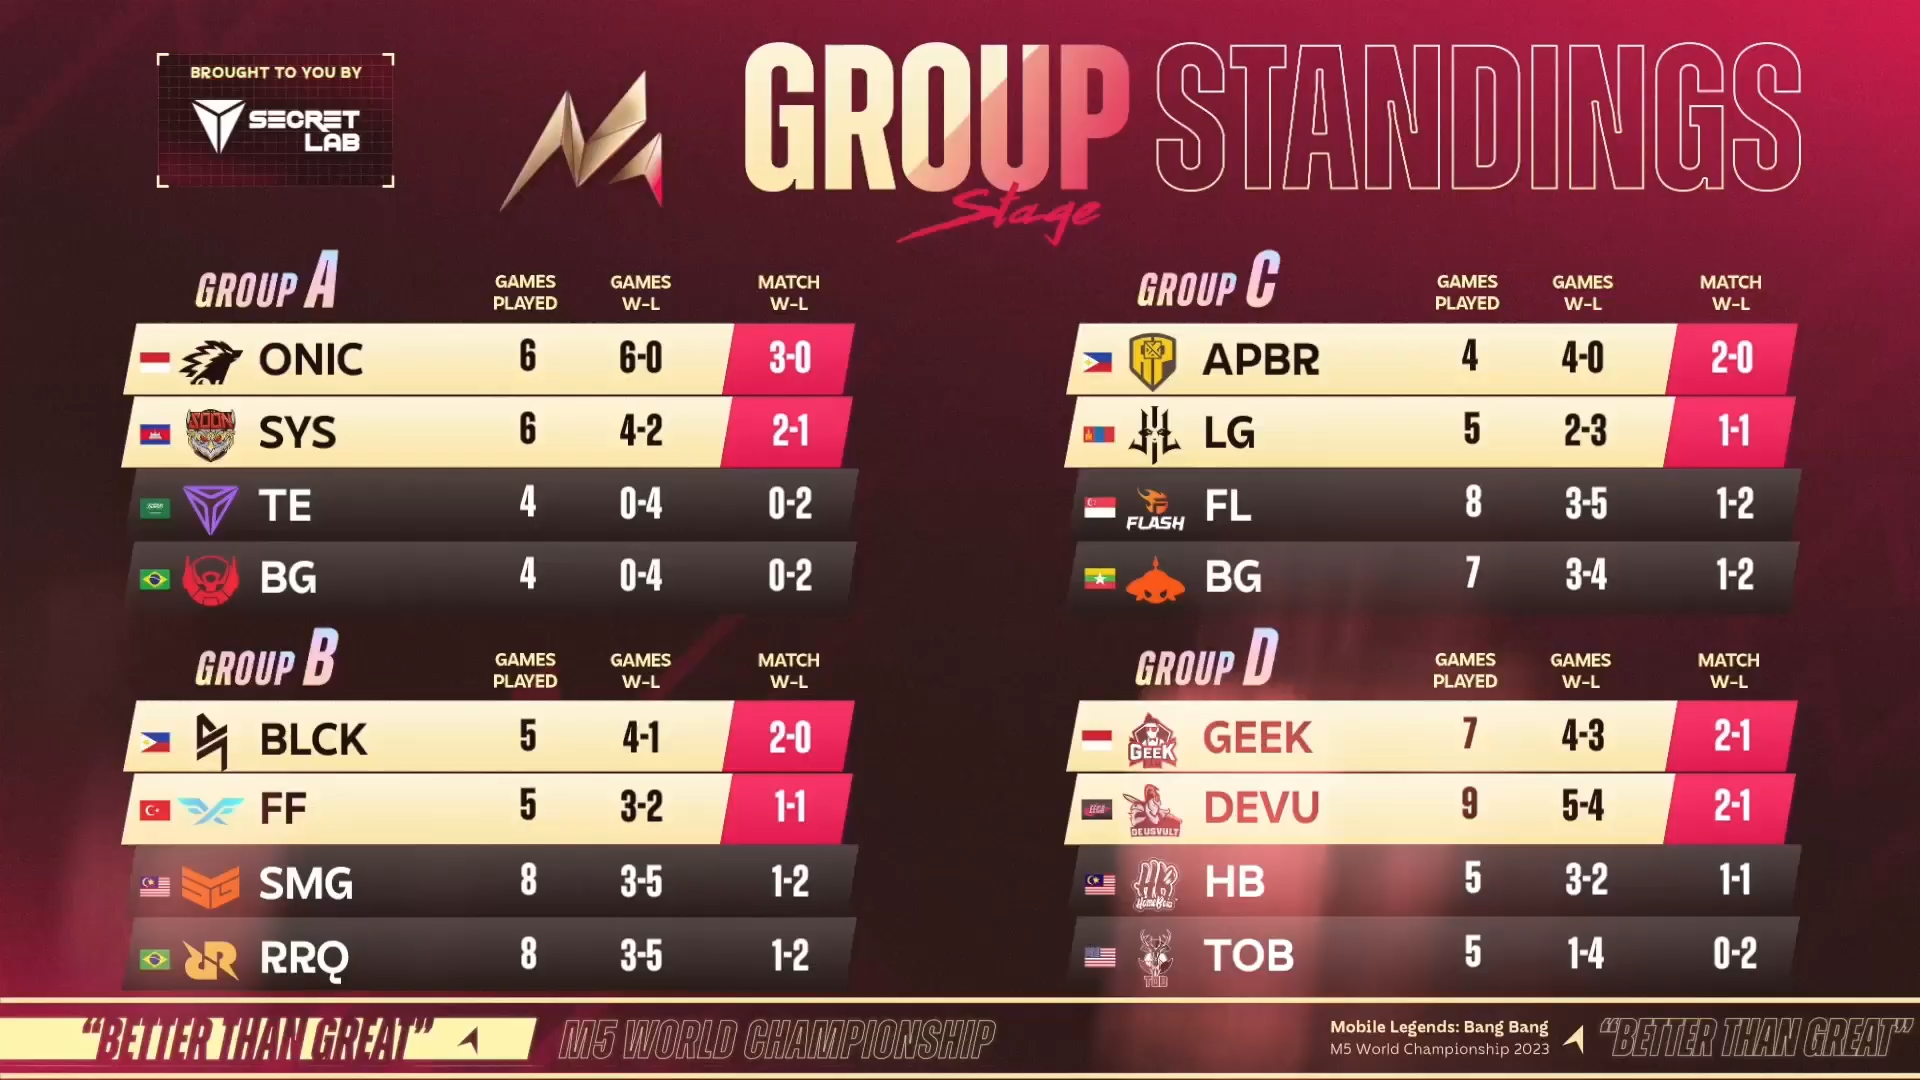 BROUGHT TO YOU BY
SECRET
LAB
GROUP STANDINGS
Stage
GROUP A
GAMES PLAYED GAMES W-L MATCH W-L
ONIC 6 6-0 3-0
SOON SYS 6 4-2 2-1
TE 4 0-4 0-2
BG 4 0-4 0-2
GROUP B
GAMES PLAYED GAMES W-L MATCH W-L
BLCK 5 4-1 2-0
FF 5 3-2 1-1
SMG 8 3-5 1-2
RRQ 8 3-5 1-2
GROUP C
GAMES PLAYED GAMES W-L MATCH W-L
APBR 4 4-0 2-0
LG 5 2-3 1-1
FLASH FL 8 3-5 1-2
BG 7 3-4 1-2
GROUP D
GAMES PLAYED GAMES W-L MATCH W-L
GEEK GEEK 7 4-3 2-1
DEUSVULT DEVU 9 5-4 2-1
HB HomeBois HB 5 3-2 1-1
TOB TOB 5 1-4 0-2
“BETTER THAN GREAT”
M5 WORLD CHAMPIONSHIP
Mobile Legends: Bang Bang
M5 World Championship 2023
“BETTER THAN GREAT”